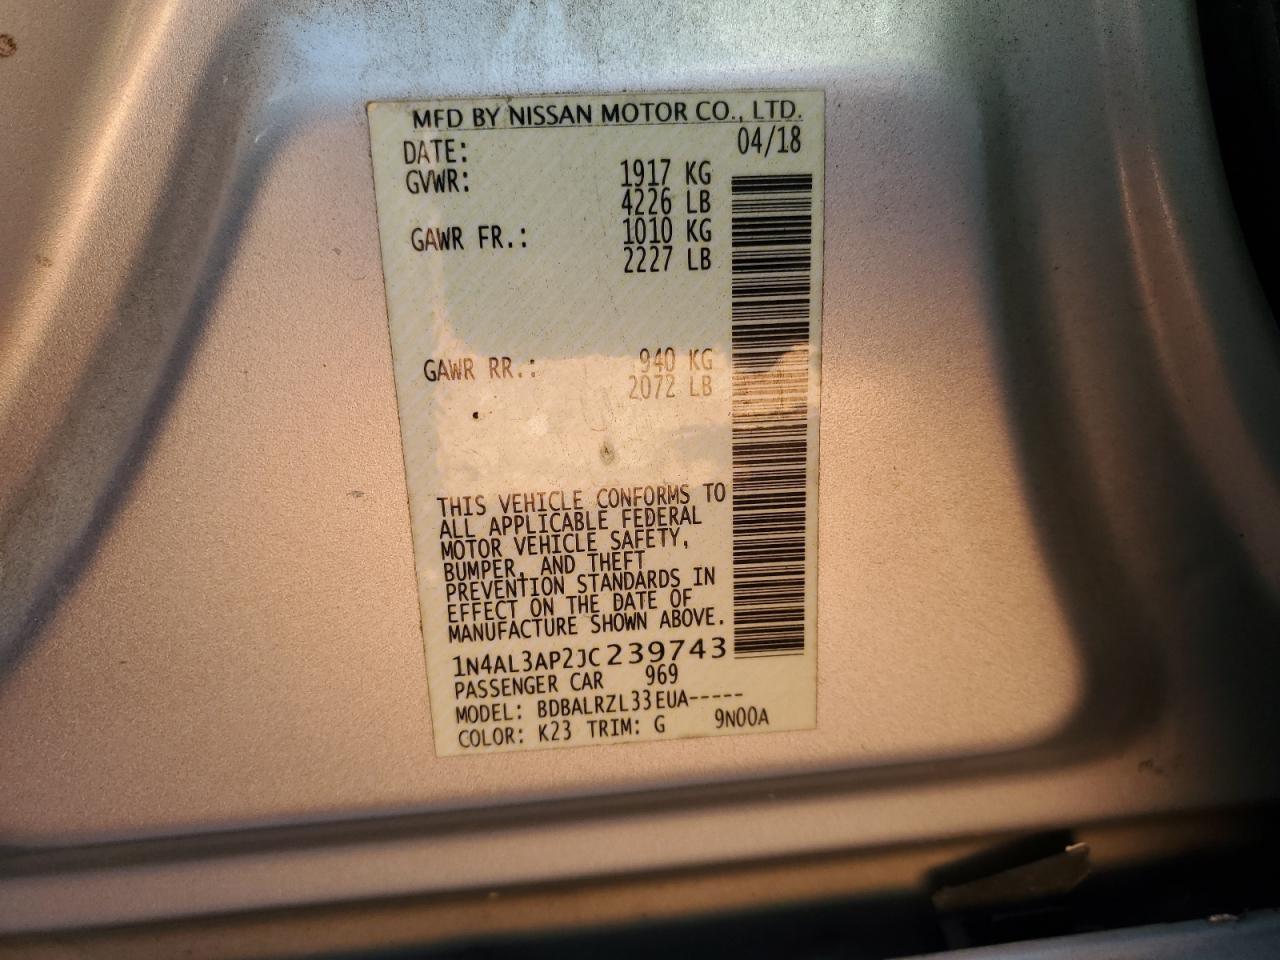 MFD BY NISSAN MOTOR CO., LTD.
DATE: 04/18
GVWR: 1917 KG
4226 LB
GAWR FR.: 1010 KG
2227 LB
GAWR RR.: 940 KG
2072 LB
THIS VEHICLE CONFORMS TO
ALL APPLICABLE FEDERAL
MOTOR VEHICLE SAFETY,
BUMPER, AND THEFT
PREVENTION STANDARDS IN
EFFECT ON THE DATE OF
MANUFACTURE SHOWN ABOVE.
1N4AL3AP2JC239743
PASSENGER CAR 969
MODEL: BDBALRZL33EUA-----
COLOR: K23 TRIM: G 9N00A